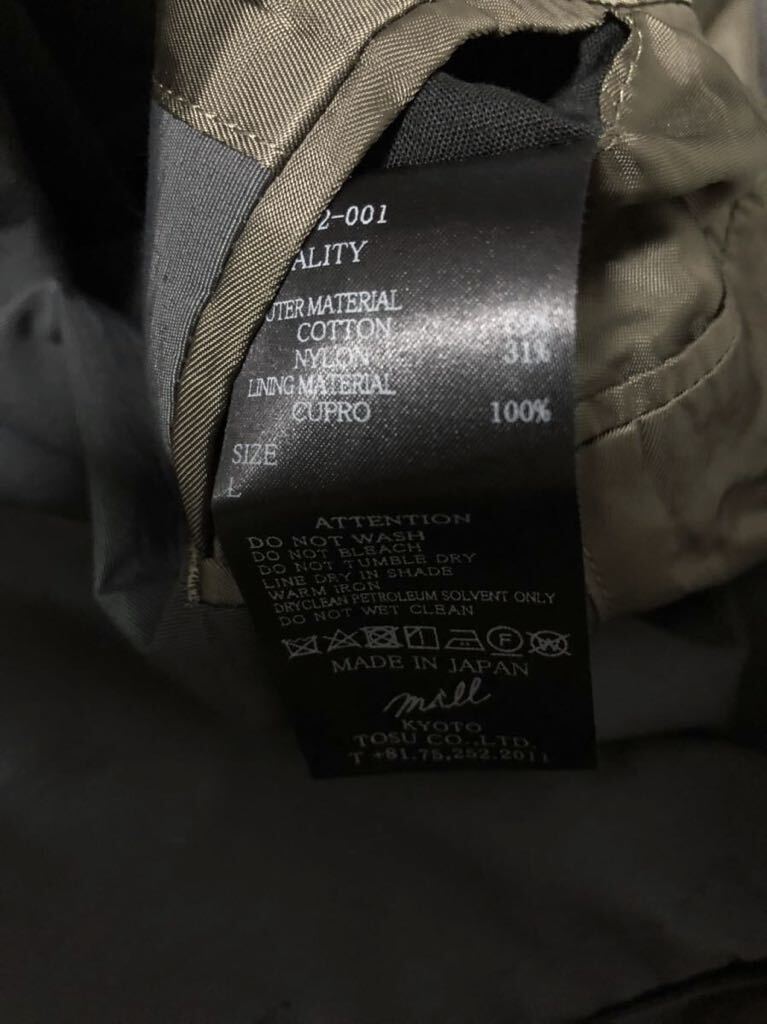 2-001
ALITY
UTER MATERIAL
COTTON 69%
NYLON 31%
LINING MATERIAL
CUPRO 100%
SIZE
L
ATTENTION
DO NOT WASH
DO NOT BLEACH
DO NOT TUMBLE DRY
LINE DRY IN SHADE
WARM IRON
DRYCLEAN PETROLEUM SOLVENT ONLY
DO NOT WET CLEAN
F W
MADE IN JAPAN
mill
KYOTO
TOSU CO.,LTD.
T +81.75.252.2011